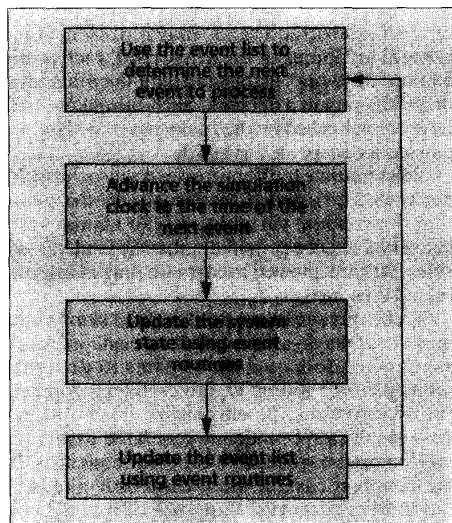 Use the event list to
determine the next
event to process
Advance the simulation
clock to the time of the
next event
Update the system
state using event
routines
Update the event list
using event routines